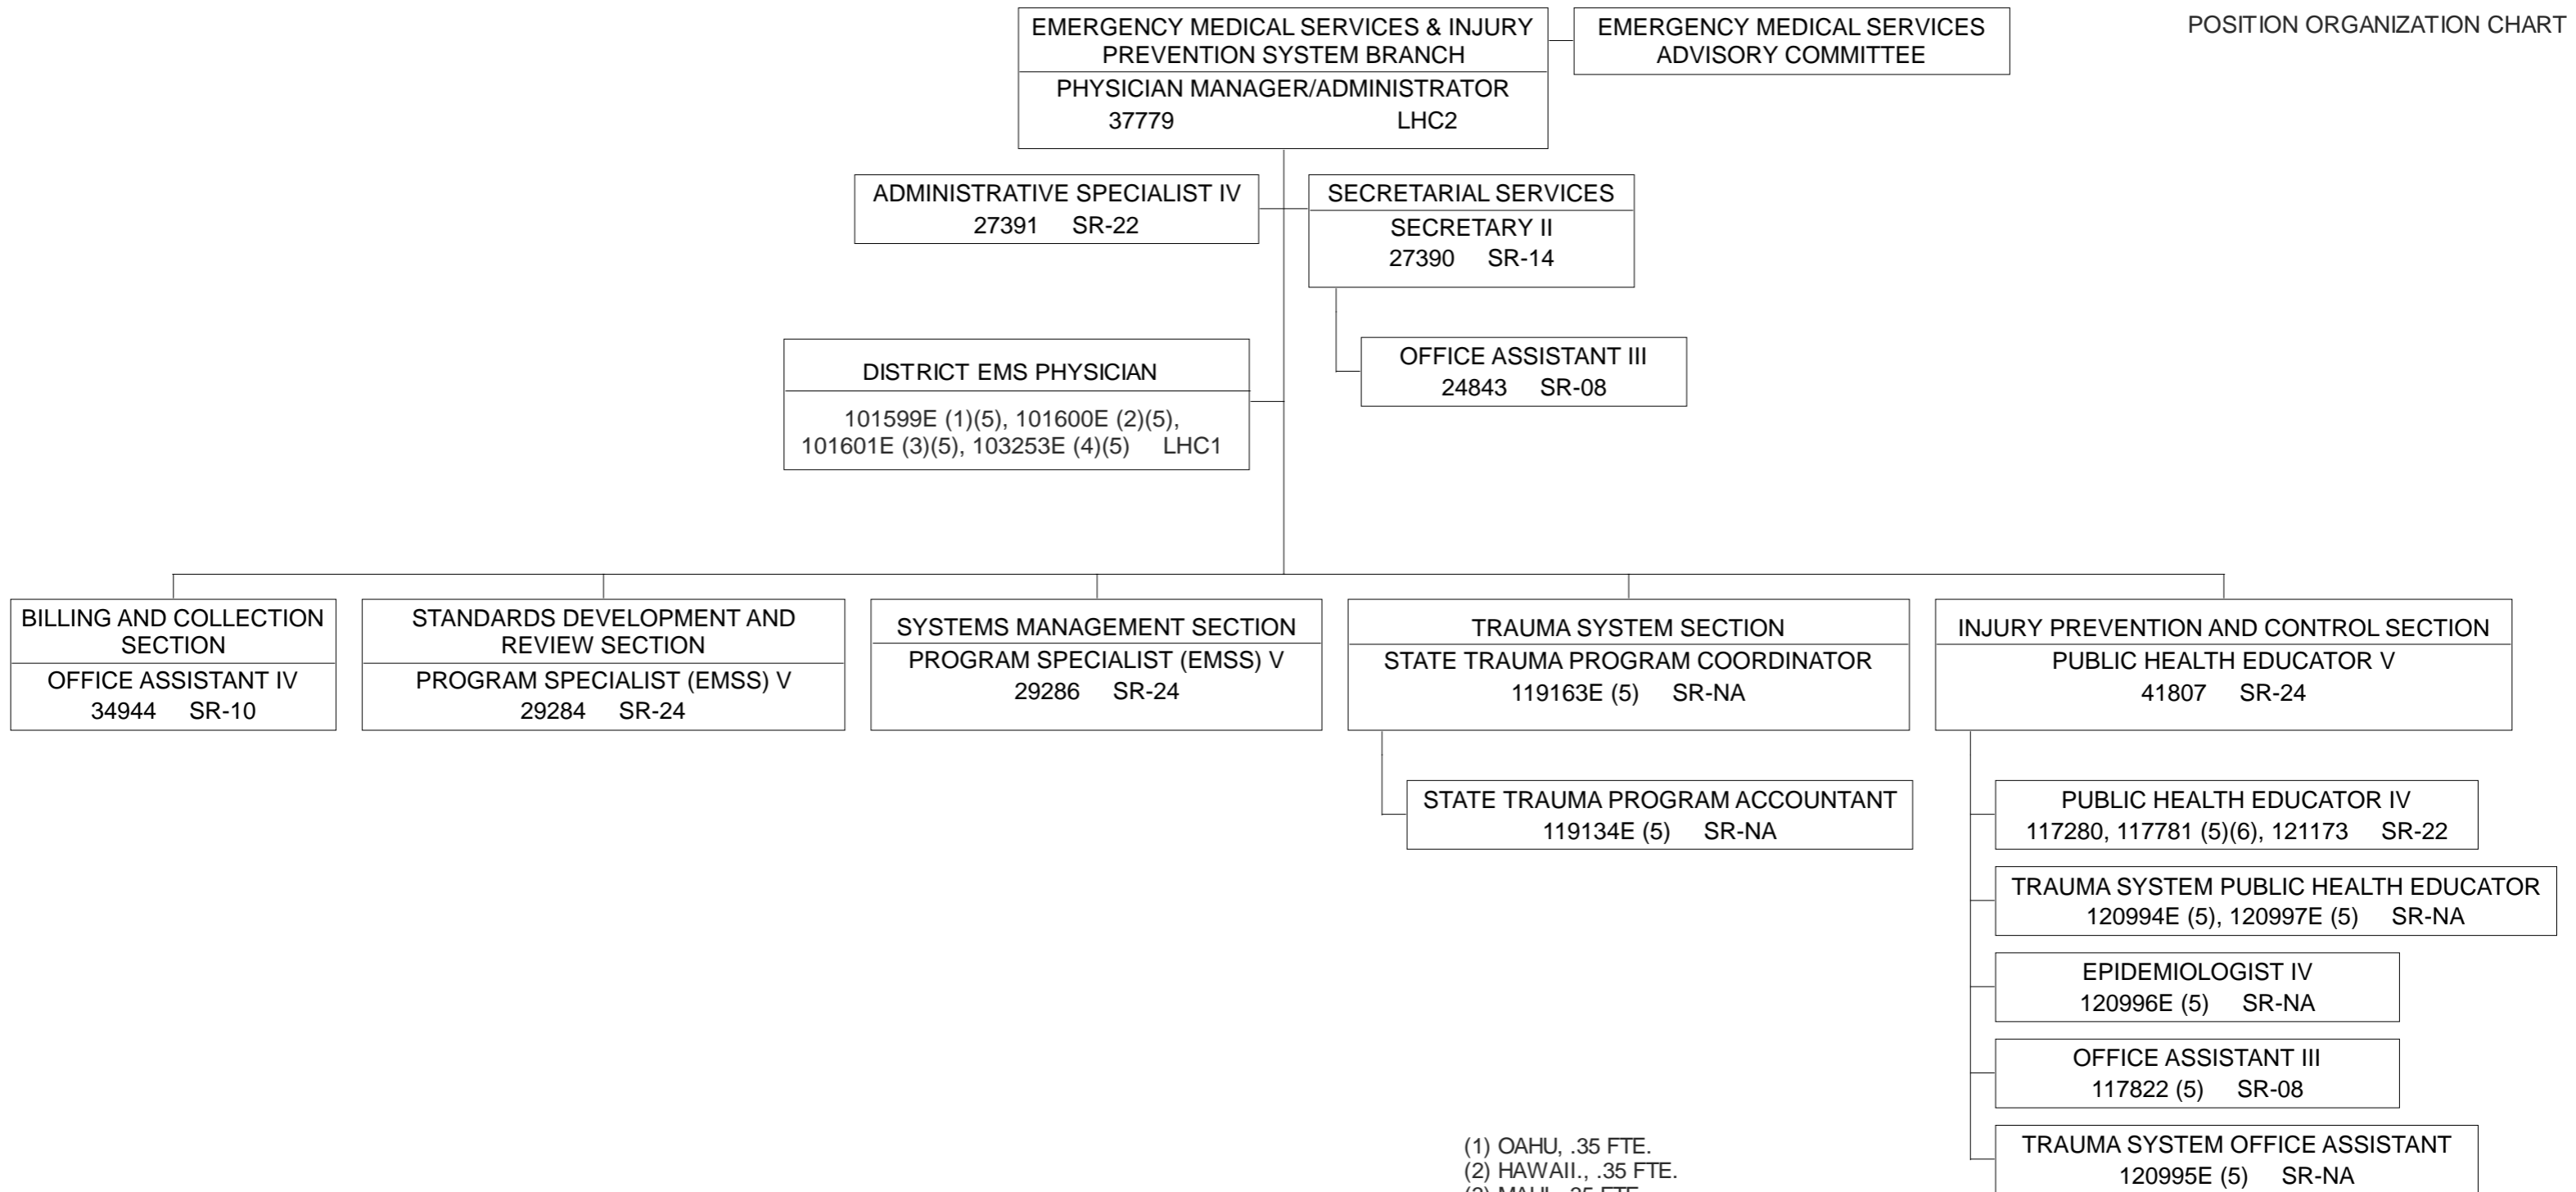 EMERGENCY MEDICAL SERVICES & INJURY
PREVENTION SYSTEM BRANCH
PHYSICIAN MANAGER/ADMINISTRATOR
37779 LHC2
EMERGENCY MEDICAL SERVICES
ADVISORY COMMITTEE
POSITION ORGANIZATION CHART
ADMINISTRATIVE SPECIALIST IV
27391 SR-22
SECRETARIAL SERVICES
SECRETARY II
27390 SR-14
OFFICE ASSISTANT III
24843 SR-08
DISTRICT EMS PHYSICIAN
101599E (1)(5), 101600E (2)(5),
101601E (3)(5), 103253E (4)(5) LHC1
BILLING AND COLLECTION
SECTION
OFFICE ASSISTANT IV
34944 SR-10
STANDARDS DEVELOPMENT AND
REVIEW SECTION
PROGRAM SPECIALIST (EMSS) V
29284 SR-24
SYSTEMS MANAGEMENT SECTION
PROGRAM SPECIALIST (EMSS) V
29286 SR-24
TRAUMA SYSTEM SECTION
STATE TRAUMA PROGRAM COORDINATOR
119163E (5) SR-NA
STATE TRAUMA PROGRAM ACCOUNTANT
119134E (5) SR-NA
INJURY PREVENTION AND CONTROL SECTION
PUBLIC HEALTH EDUCATOR V
41807 SR-24
PUBLIC HEALTH EDUCATOR IV
117280, 117781 (5)(6), 121173 SR-22
TRAUMA SYSTEM PUBLIC HEALTH EDUCATOR
120994E (5), 120997E (5) SR-NA
EPIDEMIOLOGIST IV
120996E (5) SR-NA
OFFICE ASSISTANT III
117822 (5) SR-08
TRAUMA SYSTEM OFFICE ASSISTANT
120995E (5) SR-NA
(1) OAHU, .35 FTE.
(2) HAWAII., .35 FTE.